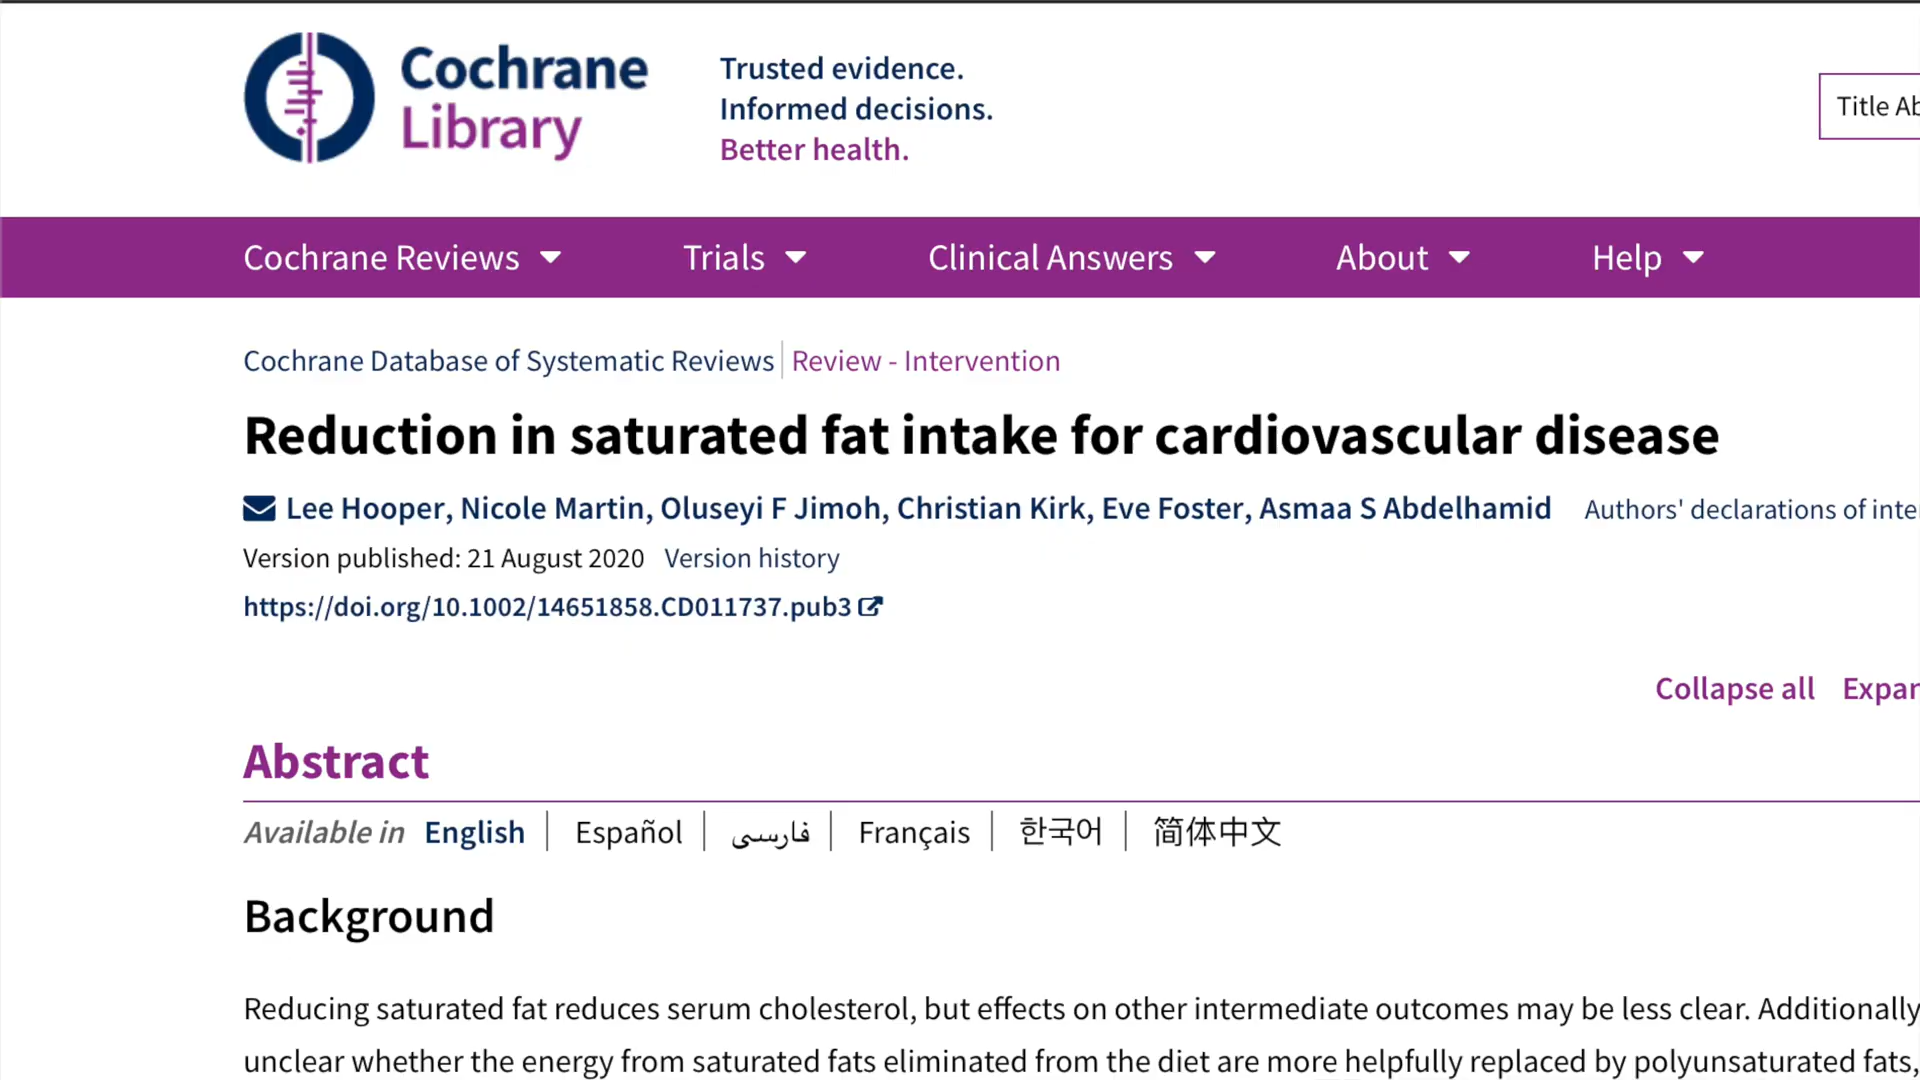 Cochrane
Library
Trusted evidence.
Informed decisions.
Better health.
Title
Cochrane Reviews Trials Clinical Answers About Help
Cochrane Database of Systematic Reviews Review - Intervention
Reduction in saturated fat intake for cardiovascular disease
Lee Hooper, Nicole Martin, Oluseyi F Jimoh, Christian Kirk, Eve Foster, Asmaa S Abdelhamid Authors' declarations of
Version published: 21 August 2020 Version history
https://doi.org/10.1002/14651858.CD011737.pub3
Collapse all
Abstract
Available in English Español فارسی Français 한국어 简体中文
Background
Reducing saturated fat reduces serum cholesterol, but effects on other intermediate outcomes may be less clear. Additionally
unclear whether the energy from saturated fats eliminated from the diet are more helpfully replaced by polyunsaturated fats,